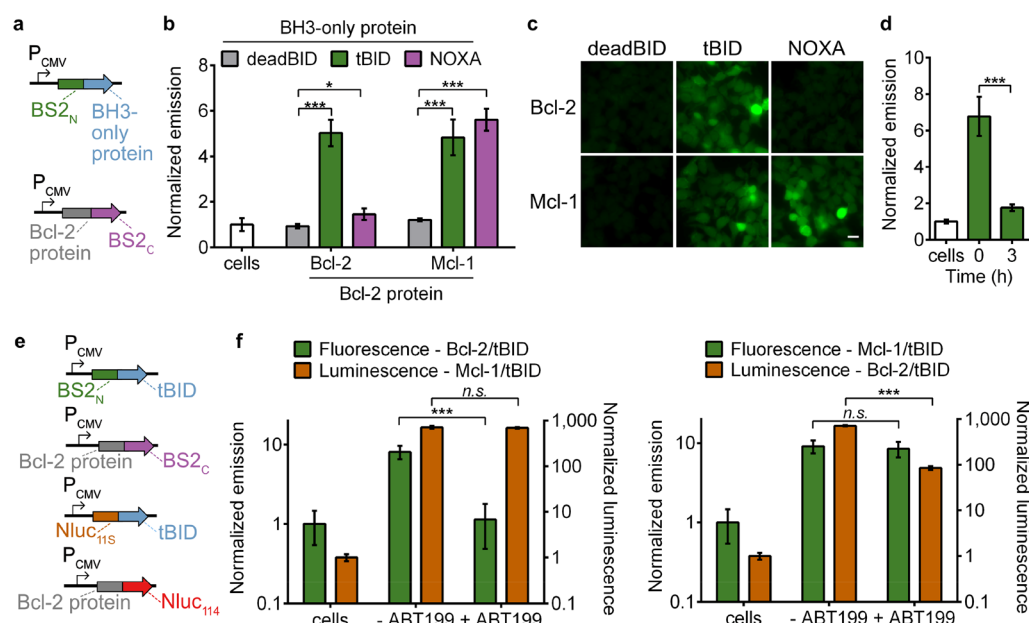 a
P CMV
BS2N
BH3-
only
protein
P CMV
Bcl-2
protein
BS2C
b
BH3-only protein
deadBID tBID NOXA
Normalized emission
8
6
4
2
0
*
***
***
***
cells
Bcl-2
Mcl-1
Bcl-2 protein
c
deadBID tBID NOXA
Bcl-2
Mcl-1
d
Normalized emission
10
8
6
4
2
0
***
cells 0 3
Time (h)
e
P CMV
BS2N
tBID
P CMV
Bcl-2 protein
BS2C
P CMV
Nluc11S
tBID
P CMV
Bcl-2 protein
Nluc114
f
Fluorescence - Bcl-2/tBID
Luminescence - Mcl-1/tBID
Normalized emission
10
1
0.1
n.s.
***
1,000
100
10
1
0.1
Normalized luminescence
cells - ABT199 + ABT199
Fluorescence - Mcl-1/tBID
Luminescence - Bcl-2/tBID
Normalized emission
10
1
0.1
***
n.s.
1,000
100
10
1
0.1
Normalized luminescence
cells - ABT199 + ABT199